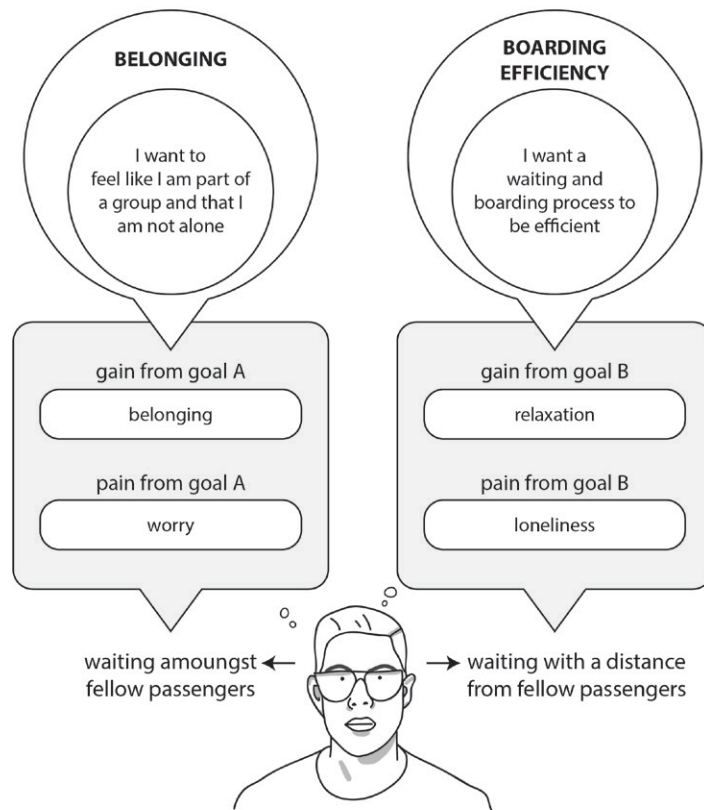 BELONGING
I want to
feel like I am part of
a group and that I
am not alone
gain from goal A
belonging
pain from goal A
worry
waiting amoungst
fellow passengers
BOARDING
EFFICIENCY
I want a
waiting and
boarding process to
be efficient
gain from goal B
relaxation
pain from goal B
loneliness
waiting with a distance
from fellow passengers